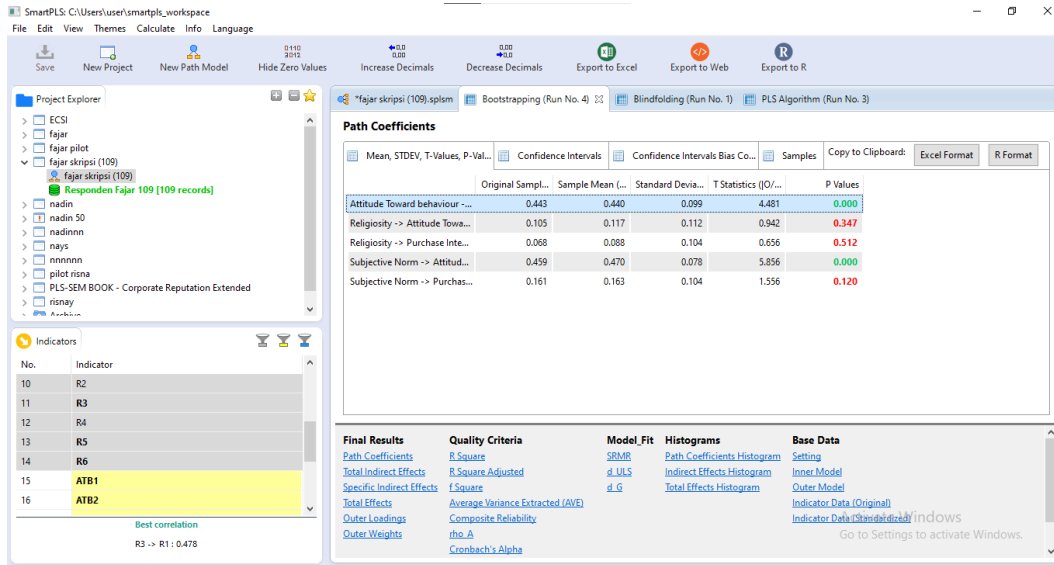 SmartPLS: C:\Users\user\smartpls_workspace
File Edit View Themes Calculate Info Language
Save New Project New Path Model Hide Zero Values Increase Decimals Decrease Decimals Export to Excel Export to Web Export to R
Project Explorer
ECSI
fajar
fajar pilot
fajar skripsi (109)
fajar skripsi (109)
Responden Fajar 109 [109 records]
nadin
nadin 50
nadinnn
nays
nnnnnn
pilot risna
PLS-SEM BOOK - Corporate Reputation Extended
risnay
Archive
Indicators
No. Indicator
10 R2
11 R3
12 R4
13 R5
14 R6
15 ATB1
16 ATB2
Best correlation
R3 -> R1 : 0.478
*fajar skripsi (109).splsm Bootstrapping (Run No. 4) Blindfolding (Run No. 1) PLS Algorithm (Run No. 3)
Path Coefficients
Mean, STDEV, T-Values, P-Val... Confidence Intervals Confidence Intervals Bias Co... Samples Copy to Clipboard: Excel Format R Format
Original Sampl... Sample Mean (... Standard Devia... T Statistics (|O/... P Values
Attitude Toward behaviour -... 0.443 0.440 0.099 4.481 0.000
Religiosity -> Attitude Towa... 0.105 0.117 0.112 0.942 0.347
Religiosity -> Purchase Inte... 0.068 0.088 0.104 0.656 0.512
Subjective Norm -> Attitud... 0.459 0.470 0.078 5.856 0.000
Subjective Norm -> Purchas... 0.161 0.163 0.104 1.556 0.120
Final Results Quality Criteria Model_Fit Histograms Base Data
Path Coefficients R Square SRMR Path Coefficients Histogram Setting
Total Indirect Effects R Square Adjusted d_ULS Indirect Effects Histogram Inner Model
Specific Indirect Effects f Square d_G Total Effects Histogram Outer Model
Total Effects Average Variance Extracted (AVE) Indicator Data (Original)
Outer Loadings Composite Reliability Indicator Data (Standardized)
Outer Weights rho_A
Cronbach's Alpha
Activate Windows
Go to Settings to activate Windows.